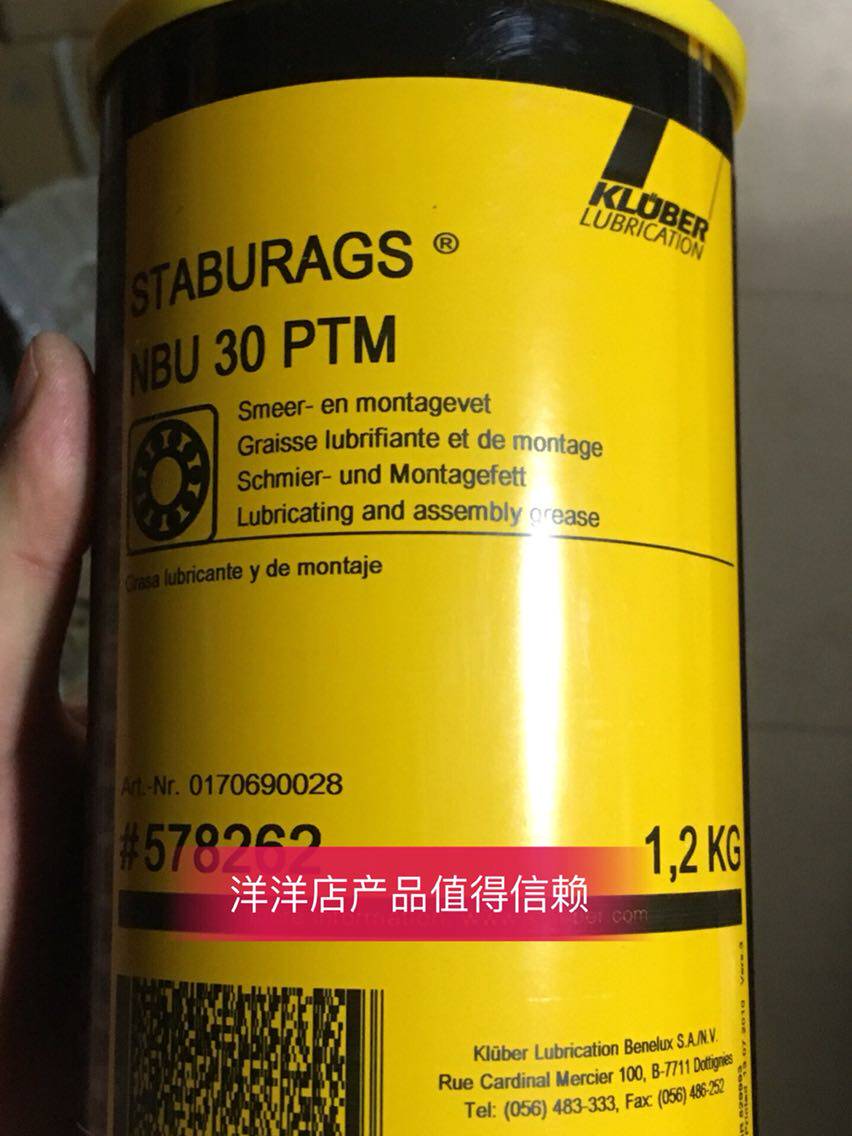 KLÜBER
LUBRICATION
STABURAGS ®
NBU 30 PTM
Smeer- en montagevet
Graisse lubrifiante et de montage
Schmier- und Montagefett
Lubricating and assembly grease
Grasa lubricante y de montaje
Art.-Nr. 0170690028
#578262
1,2 KG
洋洋店产品值得信赖
Klüber Lubrication Benelux S.A./N.V.
Rue Cardinal Mercier 100, B-7711 Dottignies
Tel: (056) 483-333, Fax: (056) 486-252